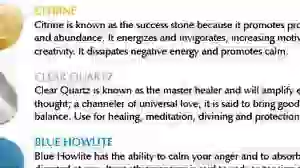 CITRINE
Citrine is known as the success stone because it promotes
and abundance. It energizes and invigorates, increasing
creativity. It dissipates negative energy and promotes calm.
CLEAR QUARTZ
Clear Quartz is known as the master healer and will amplify
thought; a channeler of universal love, it is said to bring good
balance. Use for healing, meditation, divining and protection
BLUE HOWLITE
Blue Howlite has the ability to calm your anger and to